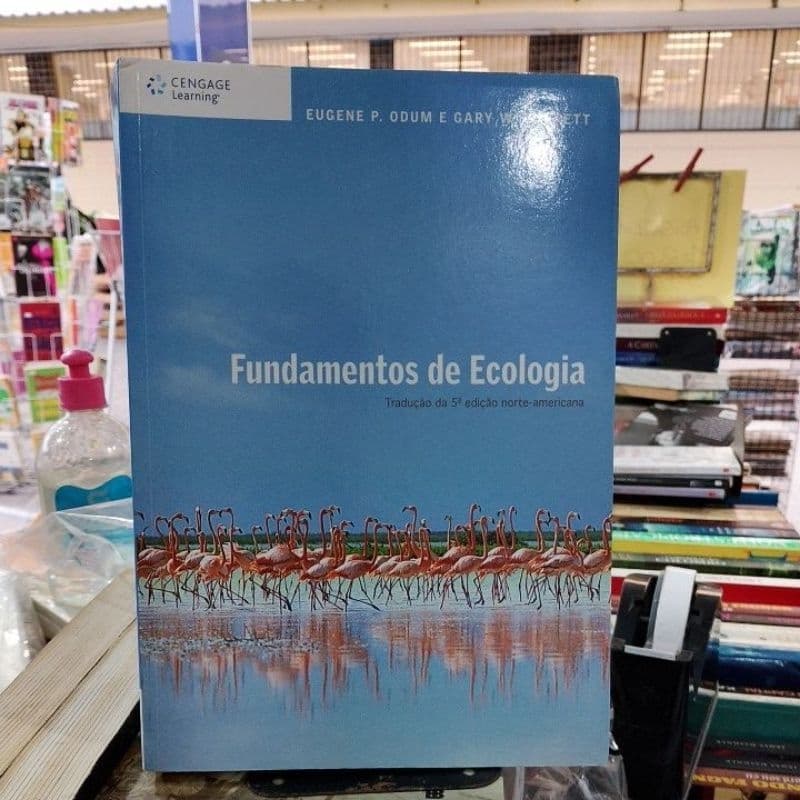 CENGAGE
Learning
EUGENE P. ODUM E GARY W.
Fundamentos de Ecologia
Tradução da 5ª edição norte-americana